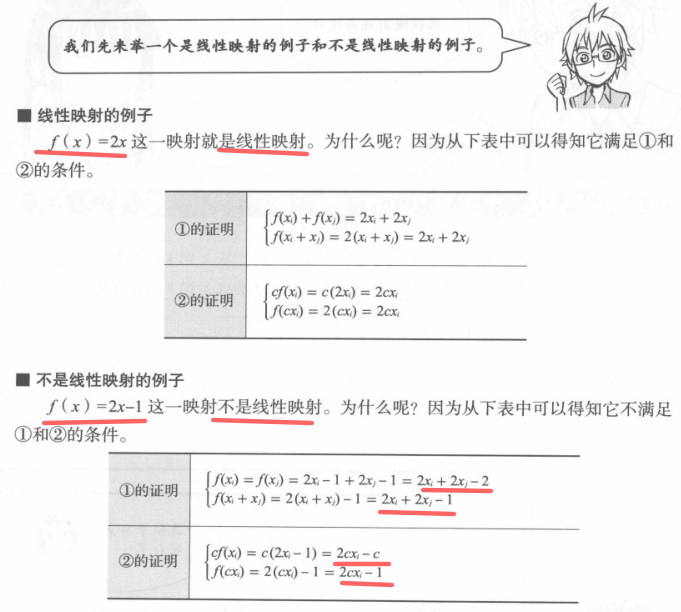 我们先来举一个是线性映射的例子和不是线性映射的例子。
■ 线性映射的例子
f(x)=2x 这一映射就是线性映射。为什么呢？因为从下表中可以得知它满足①和
②的条件。
①的证明
f(xᵢ) + f(xⱼ) = 2xᵢ + 2xⱼ
f(xᵢ + xⱼ) = 2(xᵢ + xⱼ) = 2xᵢ + 2xⱼ
②的证明
cf(xᵢ) = c(2xᵢ) = 2cxᵢ
f(cxᵢ) = 2(cxᵢ) = 2cxᵢ
■ 不是线性映射的例子
f(x)=2x−1 这一映射不是线性映射。为什么呢？因为从下表中可以得知它不满足
①和②的条件。
①的证明
f(xᵢ) = f(xⱼ) = 2xᵢ − 1 + 2xⱼ − 1 = 2xᵢ + 2xⱼ − 2
f(xᵢ + xⱼ) = 2(xᵢ + xⱼ) − 1 = 2xᵢ + 2xⱼ − 1
②的证明
cf(xᵢ) = c(2xᵢ − 1) = 2cxᵢ − c
f(cxᵢ) = 2(cxᵢ) − 1 = 2cxᵢ − 1